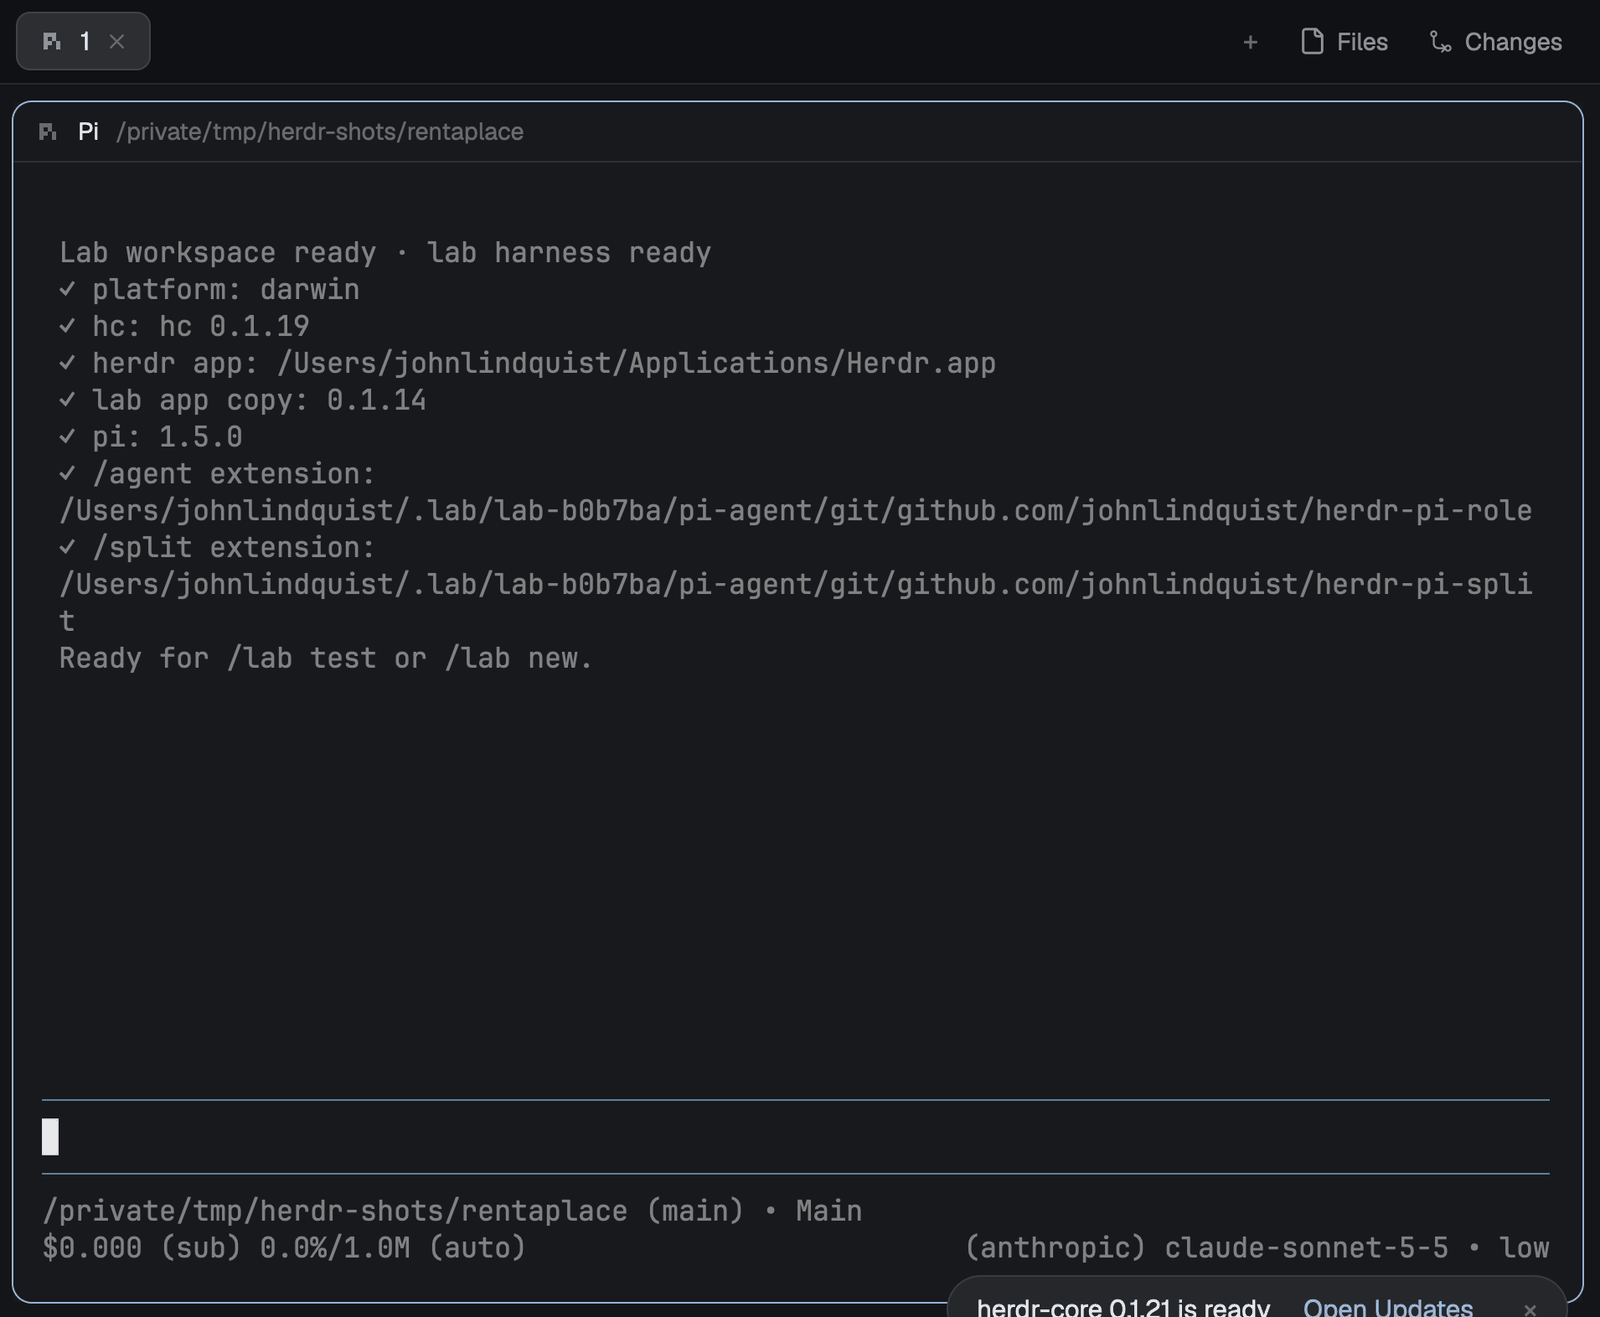 1
Files
Changes
Pi /private/tmp/herdr-shots/rentaplace
Lab workspace ready · lab harness ready
✓ platform: darwin
✓ hc: hc 0.1.19
✓ herdr app: /Users/johnlindquist/Applications/Herdr.app
✓ lab app copy: 0.1.14
✓ pi: 1.5.0
✓ /agent extension:
/Users/johnlindquist/.lab/lab-b0b7ba/pi-agent/git/github.com/johnlindquist/herdr-pi-role
✓ /split extension:
/Users/johnlindquist/.lab/lab-b0b7ba/pi-agent/git/github.com/johnlindquist/herdr-pi-spli
t
Ready for /lab test or /lab new.
/private/tmp/herdr-shots/rentaplace (main) • Main
$0.000 (sub) 0.0%/1.0M (auto)
(anthropic) claude-sonnet-5-5 • low
herdr-core 0.1.21 is ready
Open Updates